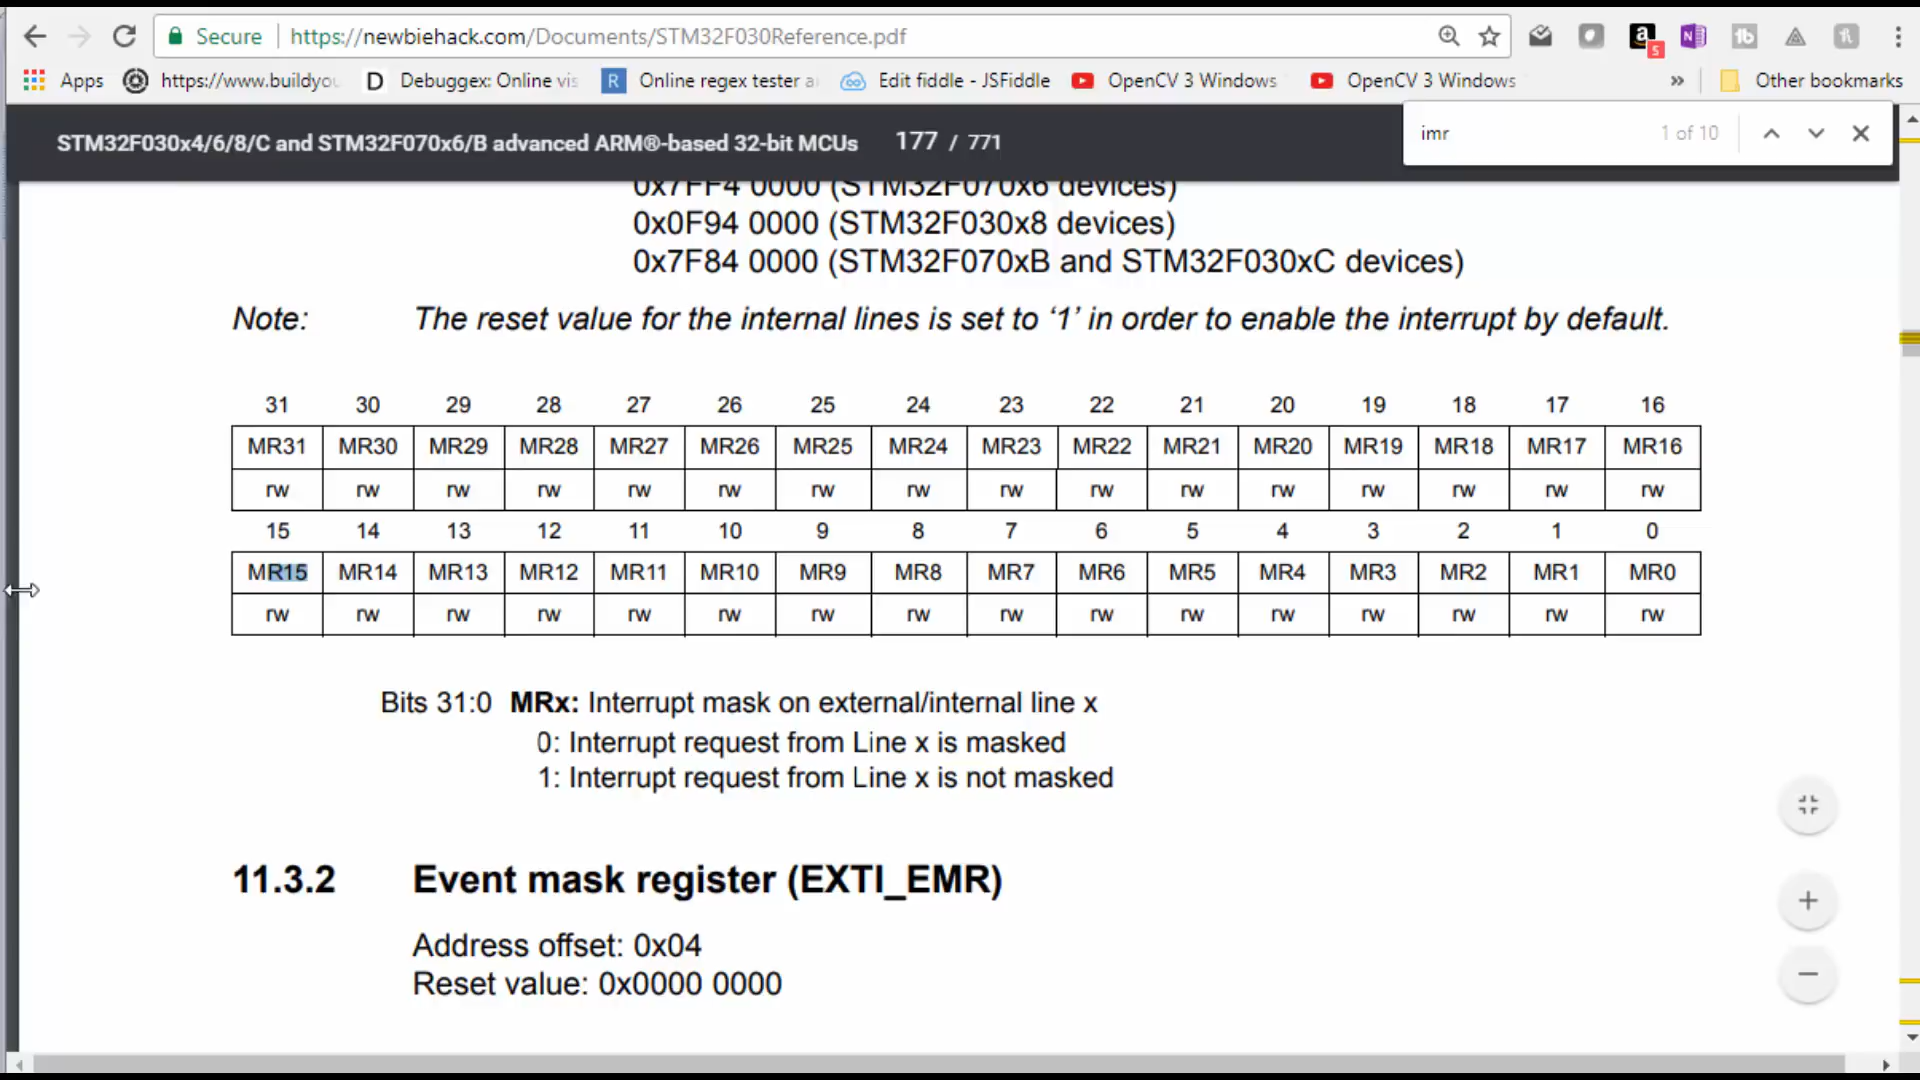 Secure https://newbiehack.com/Documents/STM32F030Reference.pdf
a 5 N
Apps https://www.buildyou D Debuggex: Online vis R Online regex tester a Edit fiddle - JSFiddle OpenCV 3 Windows OpenCV 3 Windows » Other bookmarks
STM32F030x4/6/8/C and STM32F070x6/B advanced ARM®-based 32-bit MCUs 177 / 771
imr 1 of 10
0x7FF4 0000 (STM32F070x6 devices)
0x0F94 0000 (STM32F030x8 devices)
0x7F84 0000 (STM32F070xB and STM32F030xC devices)
Note: The reset value for the internal lines is set to ‘1’ in order to enable the interrupt by default.
31 30 29 28 27 26 25 24 23 22 21 20 19 18 17 16
MR31 MR30 MR29 MR28 MR27 MR26 MR25 MR24 MR23 MR22 MR21 MR20 MR19 MR18 MR17 MR16
rw rw rw rw rw rw rw rw rw rw rw rw rw rw rw rw
15 14 13 12 11 10 9 8 7 6 5 4 3 2 1 0
MR15 MR14 MR13 MR12 MR11 MR10 MR9 MR8 MR7 MR6 MR5 MR4 MR3 MR2 MR1 MR0
rw rw rw rw rw rw rw rw rw rw rw rw rw rw rw rw
Bits 31:0 MRx: Interrupt mask on external/internal line x
0: Interrupt request from Line x is masked
1: Interrupt request from Line x is not masked
11.3.2 Event mask register (EXTI_EMR)
Address offset: 0x04
Reset value: 0x0000 0000